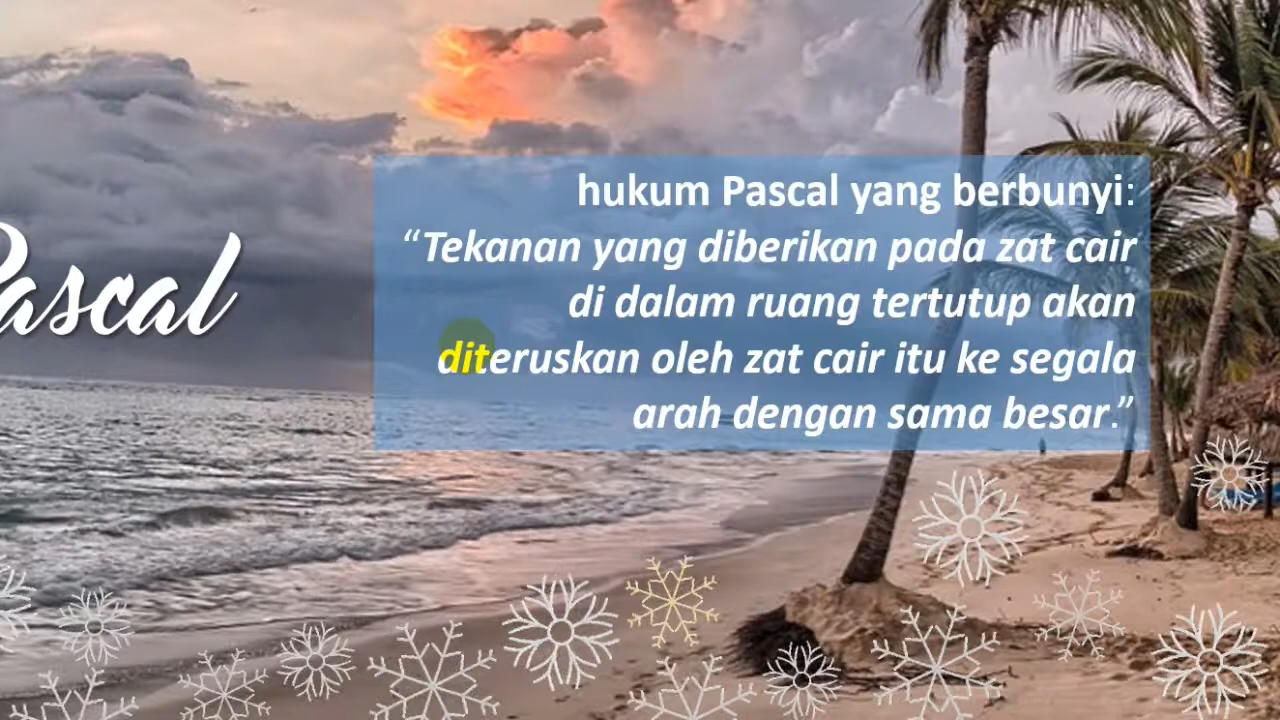 Pascal
hukum Pascal yang berbunyi:
“Tekanan yang diberikan pada zat cair
di dalam ruang tertutup akan
diteruskan oleh zat cair itu ke segala
arah dengan sama besar.”